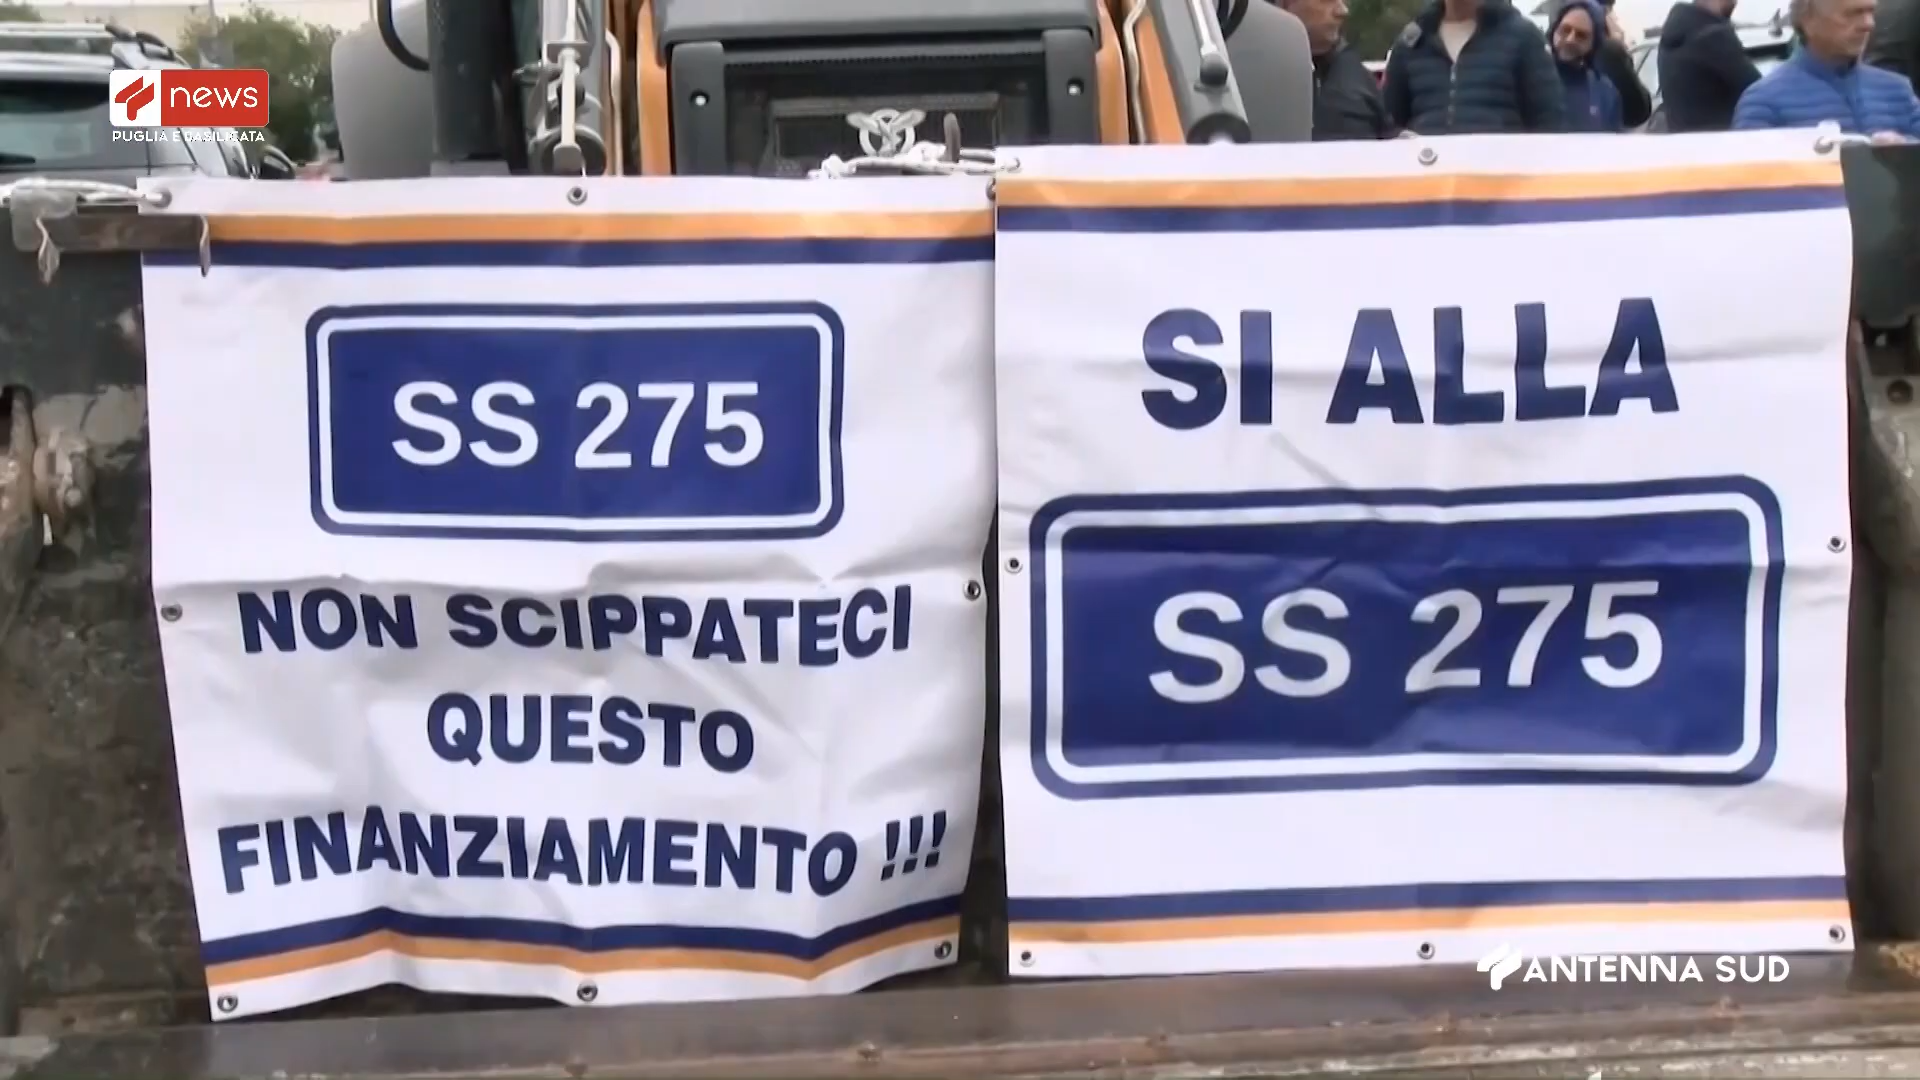 news
PUGLIA E BASILICATA
SS 275
NON SCIPPATECI
QUESTO
FINANZIAMENTO !!!
SI ALLA
SS 275
ANTENNA SUD